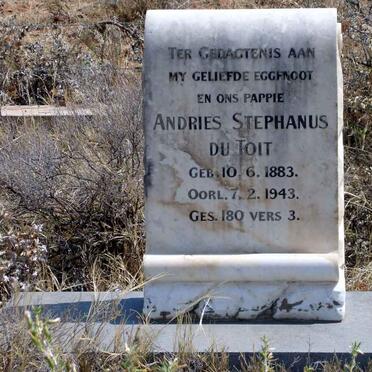 TER GEDAGTENIS AAN
MY GELIEFDE EGGENOOT
EN ONS PAPPIE
ANDRIES STEPHANUS
DU TOIT
GEB. 10. 6. 1883.
OORL. 7. 2. 1943.
GES. 180 VERS 3.